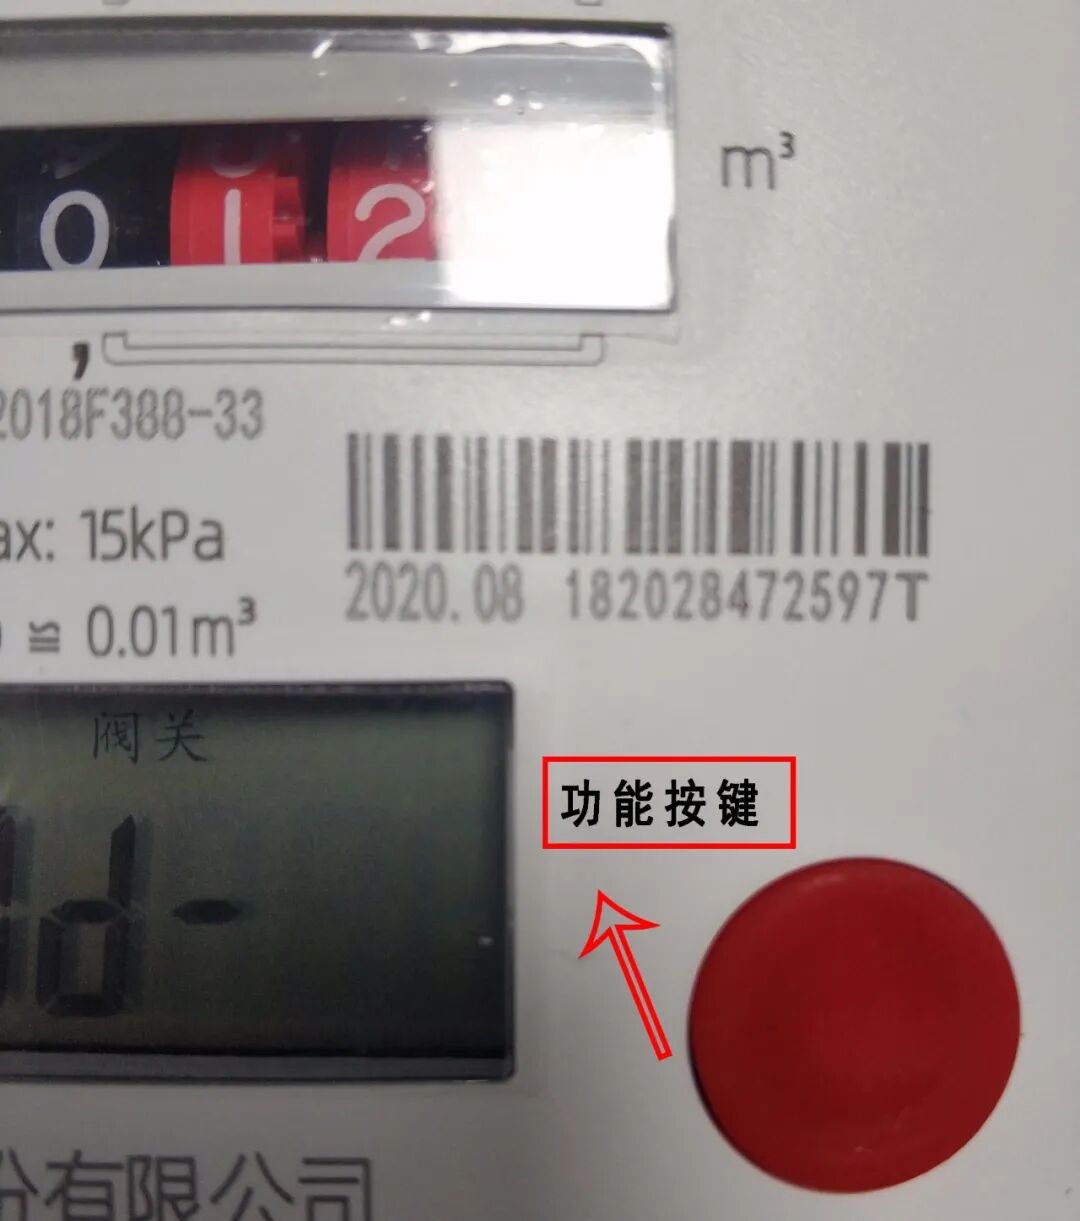 012
m³
,
2018F388-33
ax: 15kPa
≌ 0.01m³
2020.08 182028472597T
阀关
d-
功能按键
份有限公司